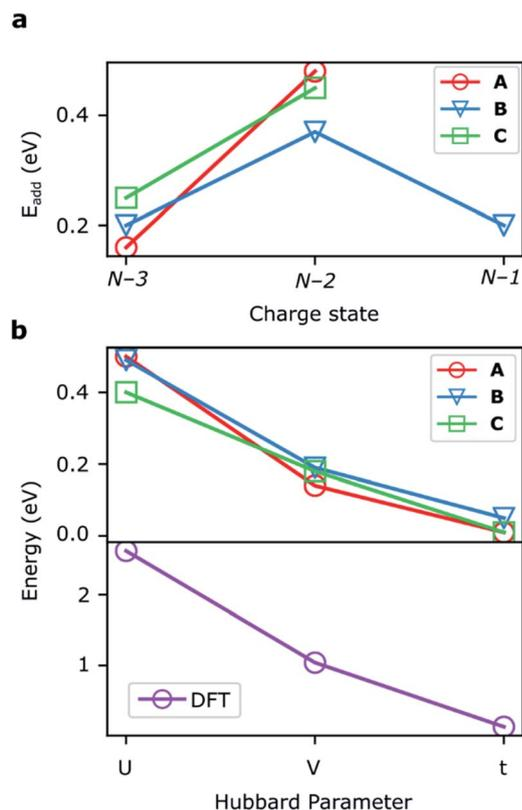 a
E_add (eV)
0.4
0.2
A
B
C
N−3
N−2
N−1
Charge state
b
Energy (eV)
0.4
0.2
0.0
A
B
C
2
1
DFT
U
V
t
Hubbard Parameter